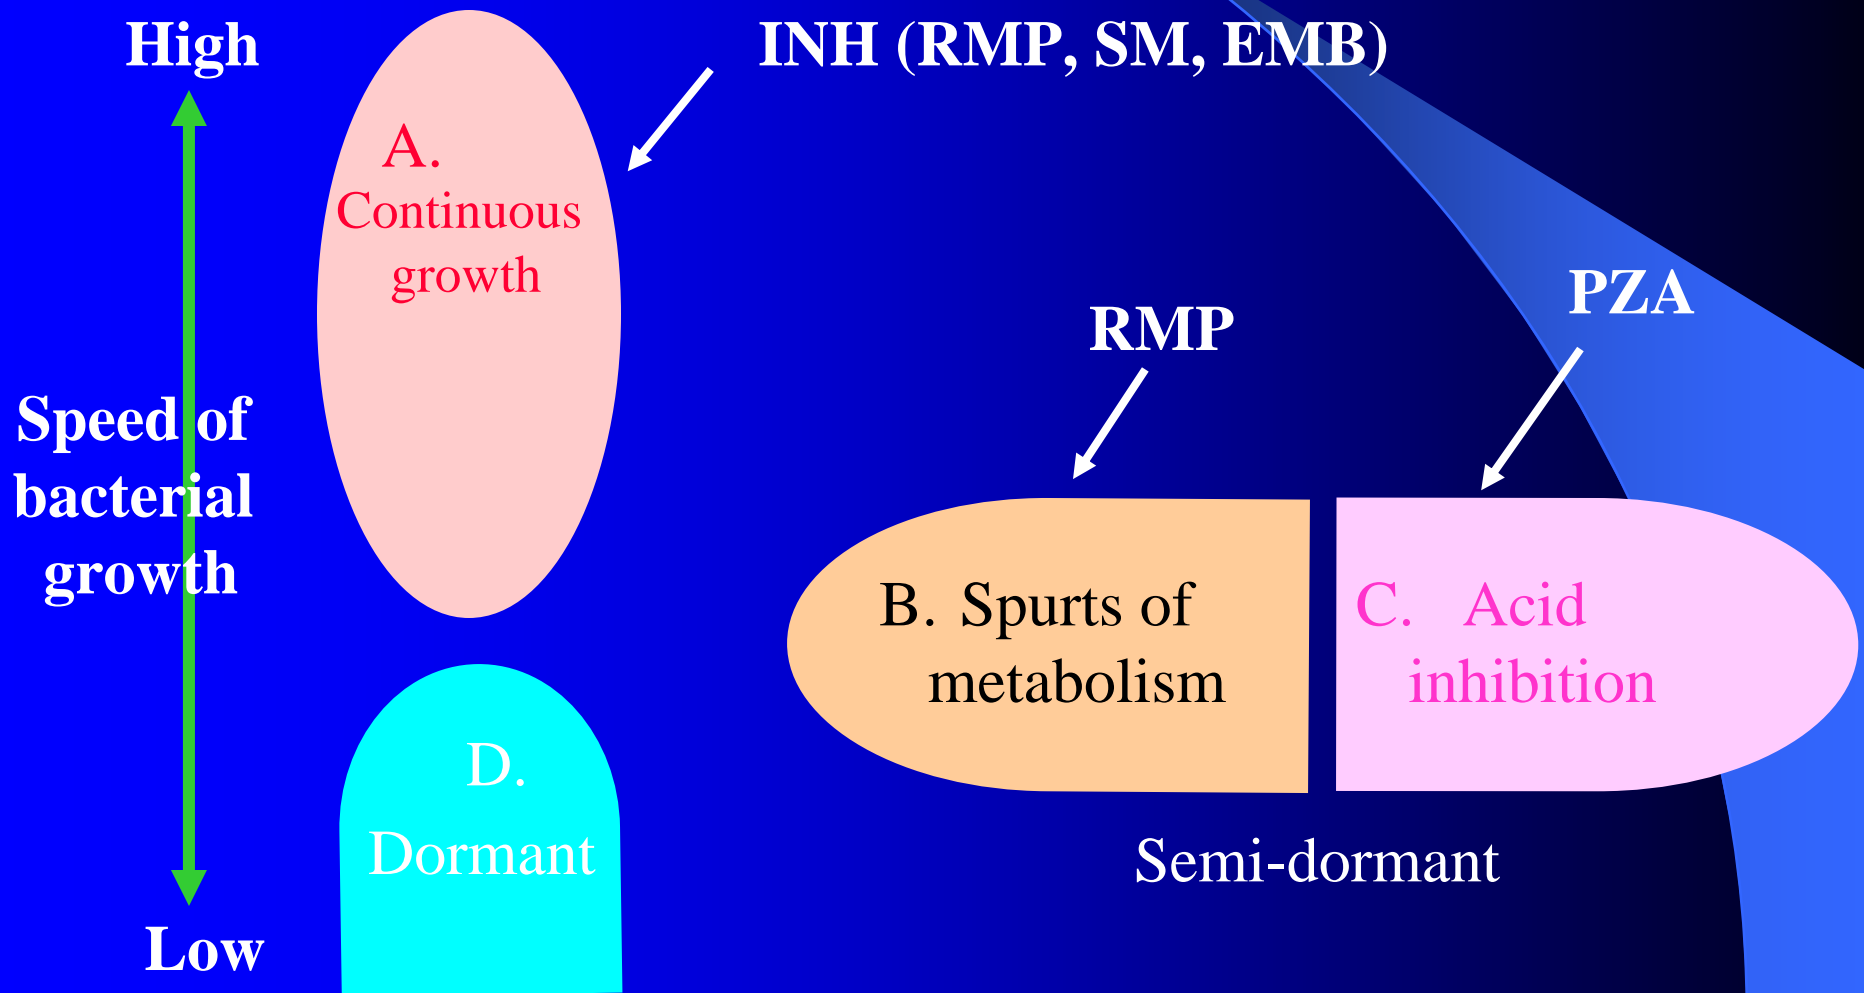 High
INH (RMP, SM, EMB)
A.
Continuous
growth
PZA
RMP
Speed of
bacterial
growth
B. Spurts of
metabolism
C. Acid
inhibition
D.
Dormant
Semi-dormant
Low